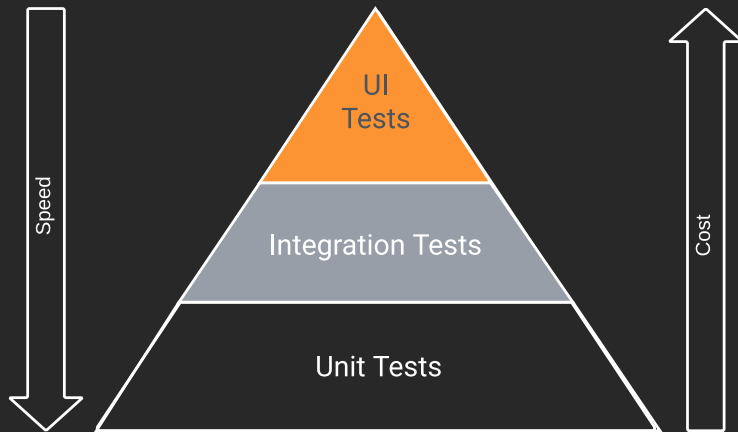 UI
Tests
Speed
Integration Tests
Cost
Unit Tests